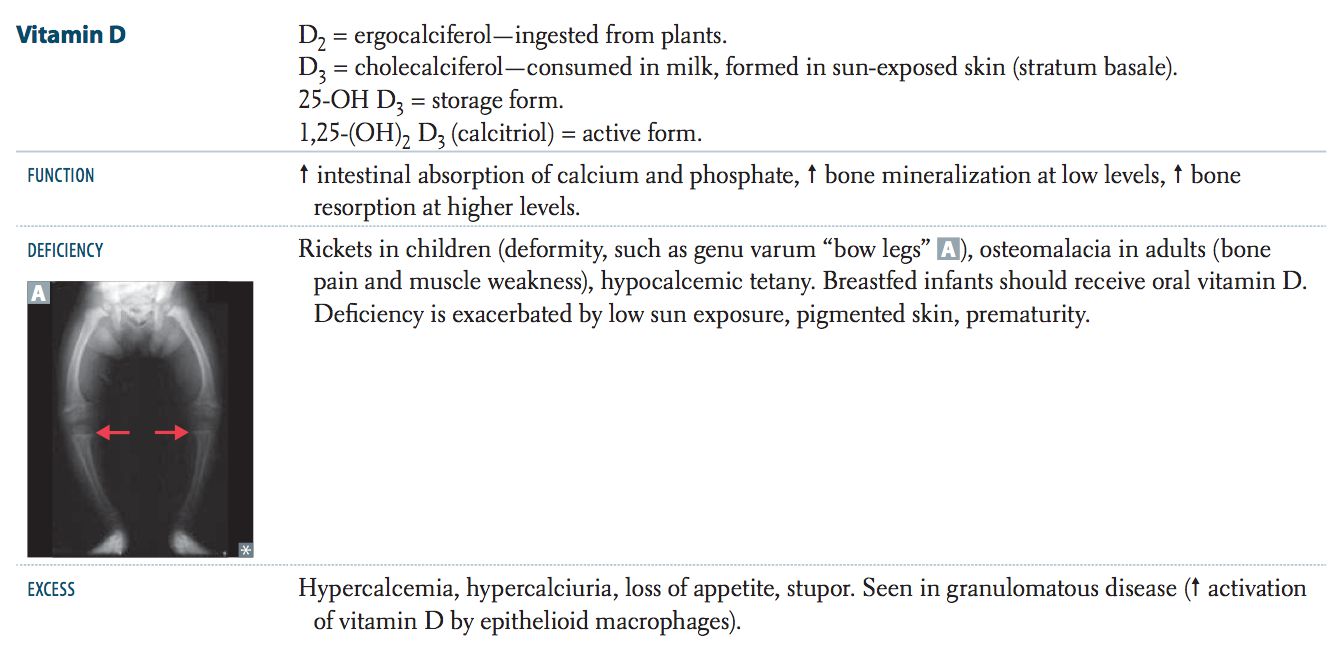 Vitamin D
D₂ = ergocalciferol—ingested from plants.
D₃ = cholecalciferol—consumed in milk, formed in sun-exposed skin (stratum basale).
25-OH D₃ = storage form.
1,25-(OH)₂ D₃ (calcitriol) = active form.
FUNCTION
↑ intestinal absorption of calcium and phosphate, ↑ bone mineralization at low levels, ↑ bone
resorption at higher levels.
DEFICIENCY
Rickets in children (deformity, such as genu varum “bow legs” A), osteomalacia in adults (bone
pain and muscle weakness), hypocalcemic tetany. Breastfed infants should receive oral vitamin D.
Deficiency is exacerbated by low sun exposure, pigmented skin, prematurity.
A
*
EXCESS
Hypercalcemia, hypercalciuria, loss of appetite, stupor. Seen in granulomatous disease (↑ activation
of vitamin D by epithelioid macrophages).